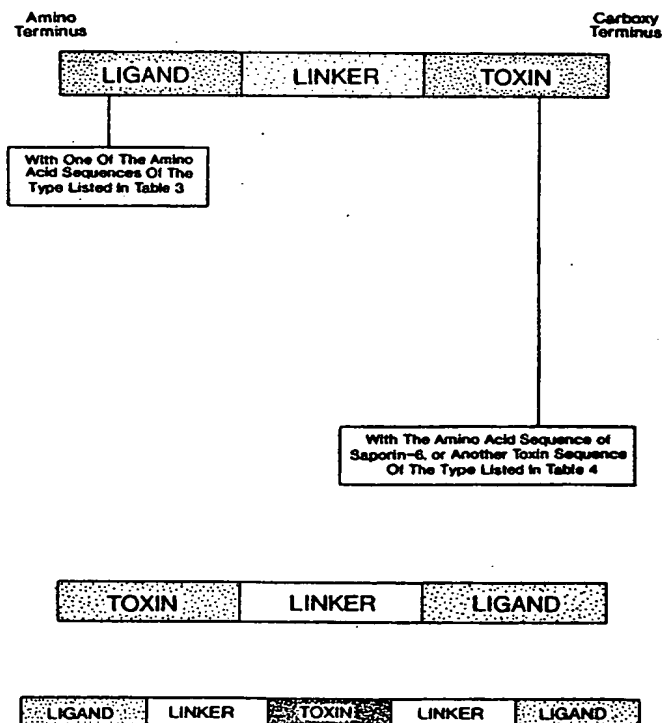 Amino
Terminus
Carboxy
Terminus
LIGAND LINKER TOXIN
With One Of The Amino
Acid Sequences Of The
Type Listed In Table 3
With The Amino Acid Sequence of
Saporin-6, or Another Toxin Sequence
Of The Type Listed In Table 4
TOXIN LINKER LIGAND
LIGAND LINKER TOXIN LINKER LIGAND